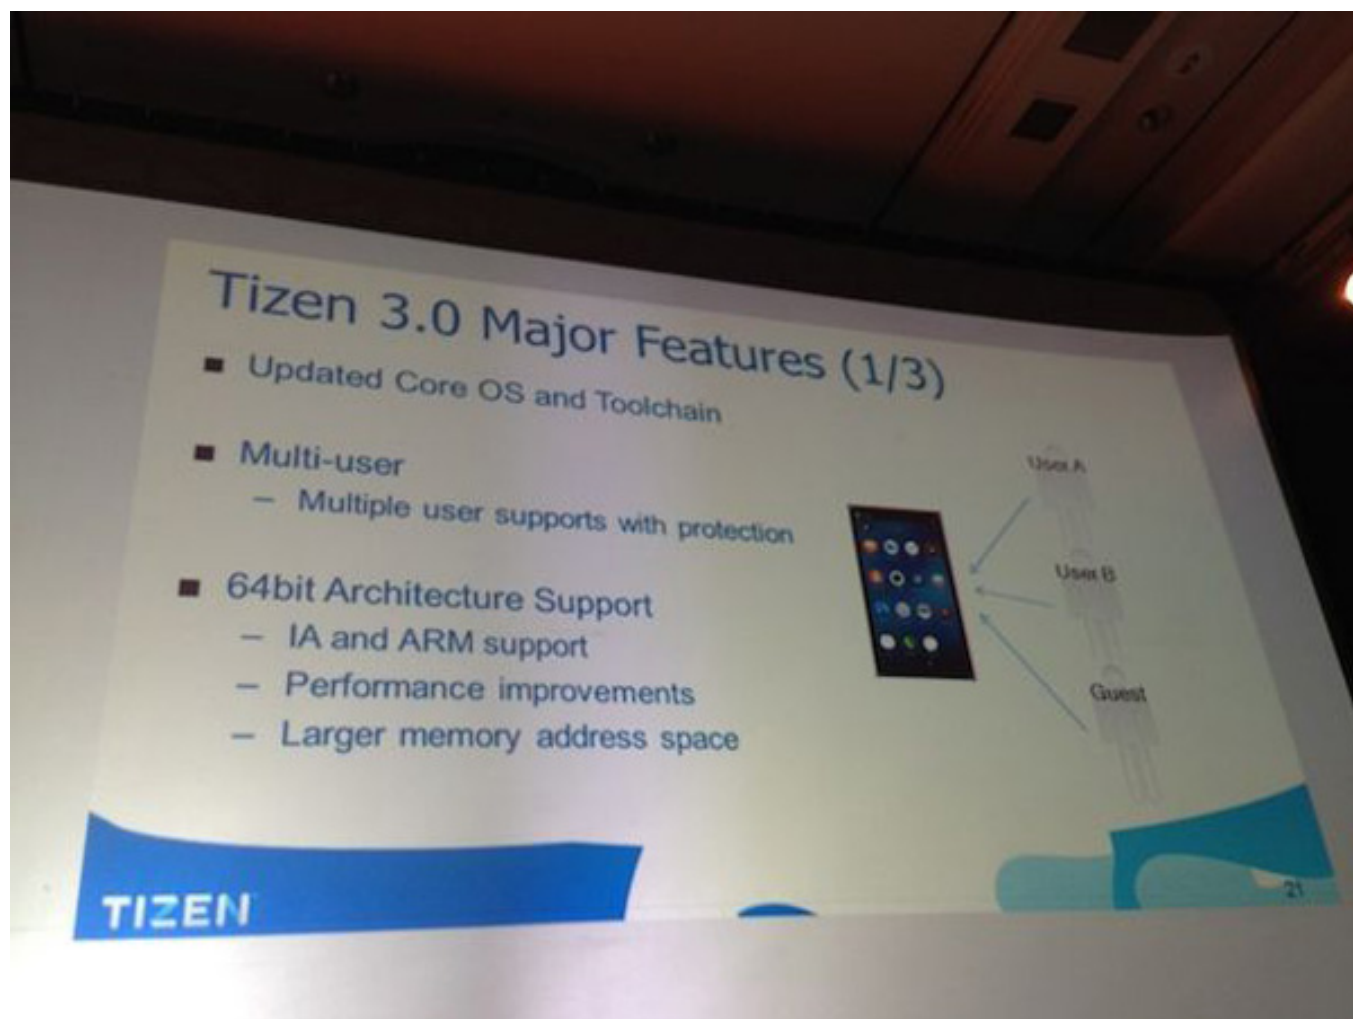 Tizen 3.0 Major Features (1/3)
■ Updated Core OS and Toolchain
■ Multi-user
– Multiple user supports with protection
■ 64bit Architecture Support
– IA and ARM support
– Performance improvements
– Larger memory address space
User A
User B
Guest
TIZEN
21